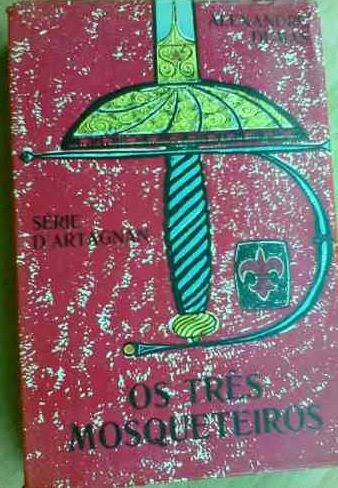 ALEXANDRE
DUMAS
SÉRIE
D'ARTAGNAN
OS TRÊS
MOSQUETEIROS